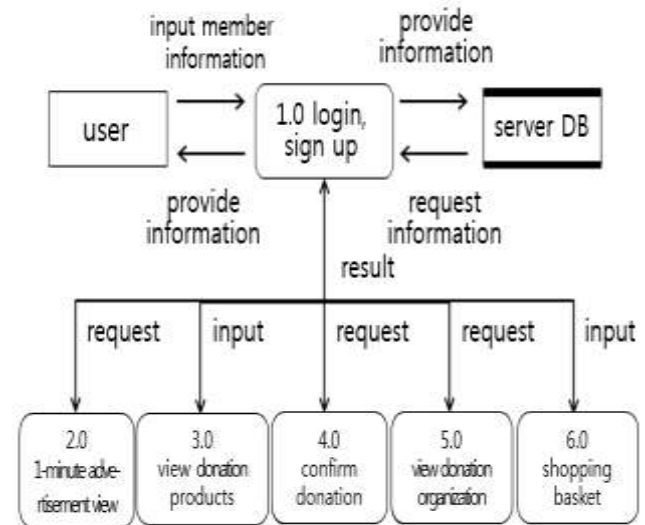 input member
information
provide
information
user
1.0 login,
sign up
server DB
provide
information
request
information
result
request
input
request
request
input
2.0
1-minute adve-
rtisement view
3.0
view donation
products
4.0
confirm
donation
5.0
view donation
organization
6.0
shopping
basket